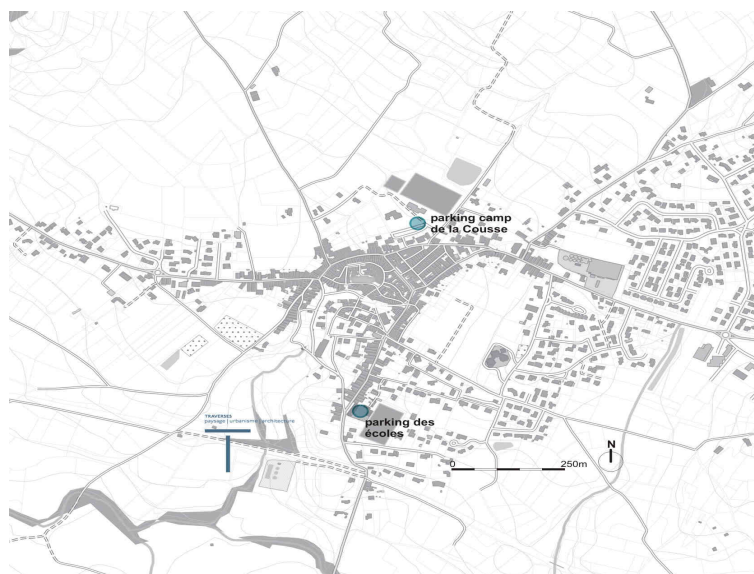 parking camp
de la Cousse
TRAVERSES
paysage | urbanisme | architecture
parking des
écoles
N
0 250m